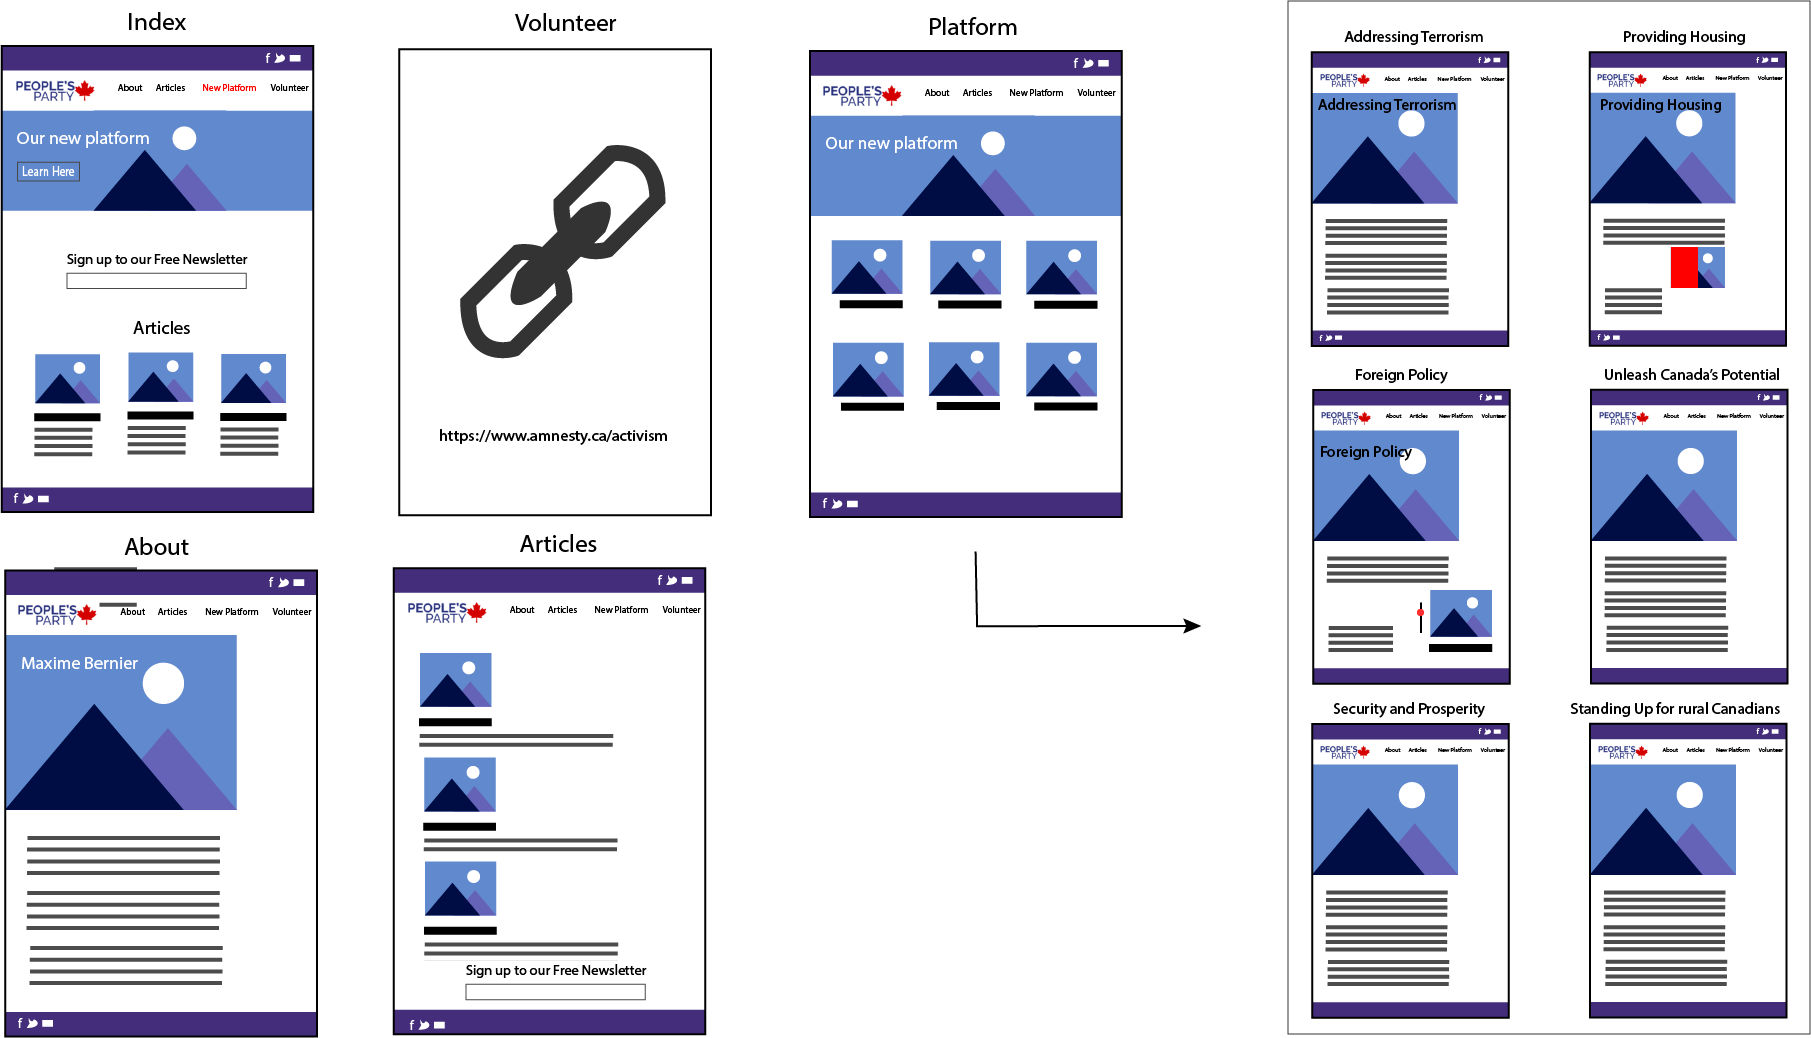 Index
PEOPLE'S
PARTY
About Articles New Platform Volunteer
Our new platform
Learn Here
Sign up to our Free Newsletter
Articles
Volunteer
https://www.amnesty.ca/activism
Platform
PEOPLE'S
PARTY
About Articles New Platform Volunteer
Our new platform
About
PEOPLE'S
PARTY
About Articles New Platform Volunteer
Maxime Bernier
Articles
PEOPLE'S
PARTY
About Articles New Platform Volunteer
Sign up to our Free Newsletter
Addressing Terrorism
PEOPLE'S
PARTY
About Articles New Platform Volunteer
Addressing Terrorism
Providing Housing
PEOPLE'S
PARTY
About Articles New Platform Volunteer
Providing Housing
Foreign Policy
PEOPLE'S
PARTY
About Articles New Platform Volunteer
Foreign Policy
Unleash Canada's Potential
PEOPLE'S
PARTY
About Articles New Platform Volunteer
Security and Prosperity
PEOPLE'S
PARTY
About Articles New Platform Volunteer
Standing Up for rural Canadians
PEOPLE'S
PARTY
About Articles New Platform Volunteer